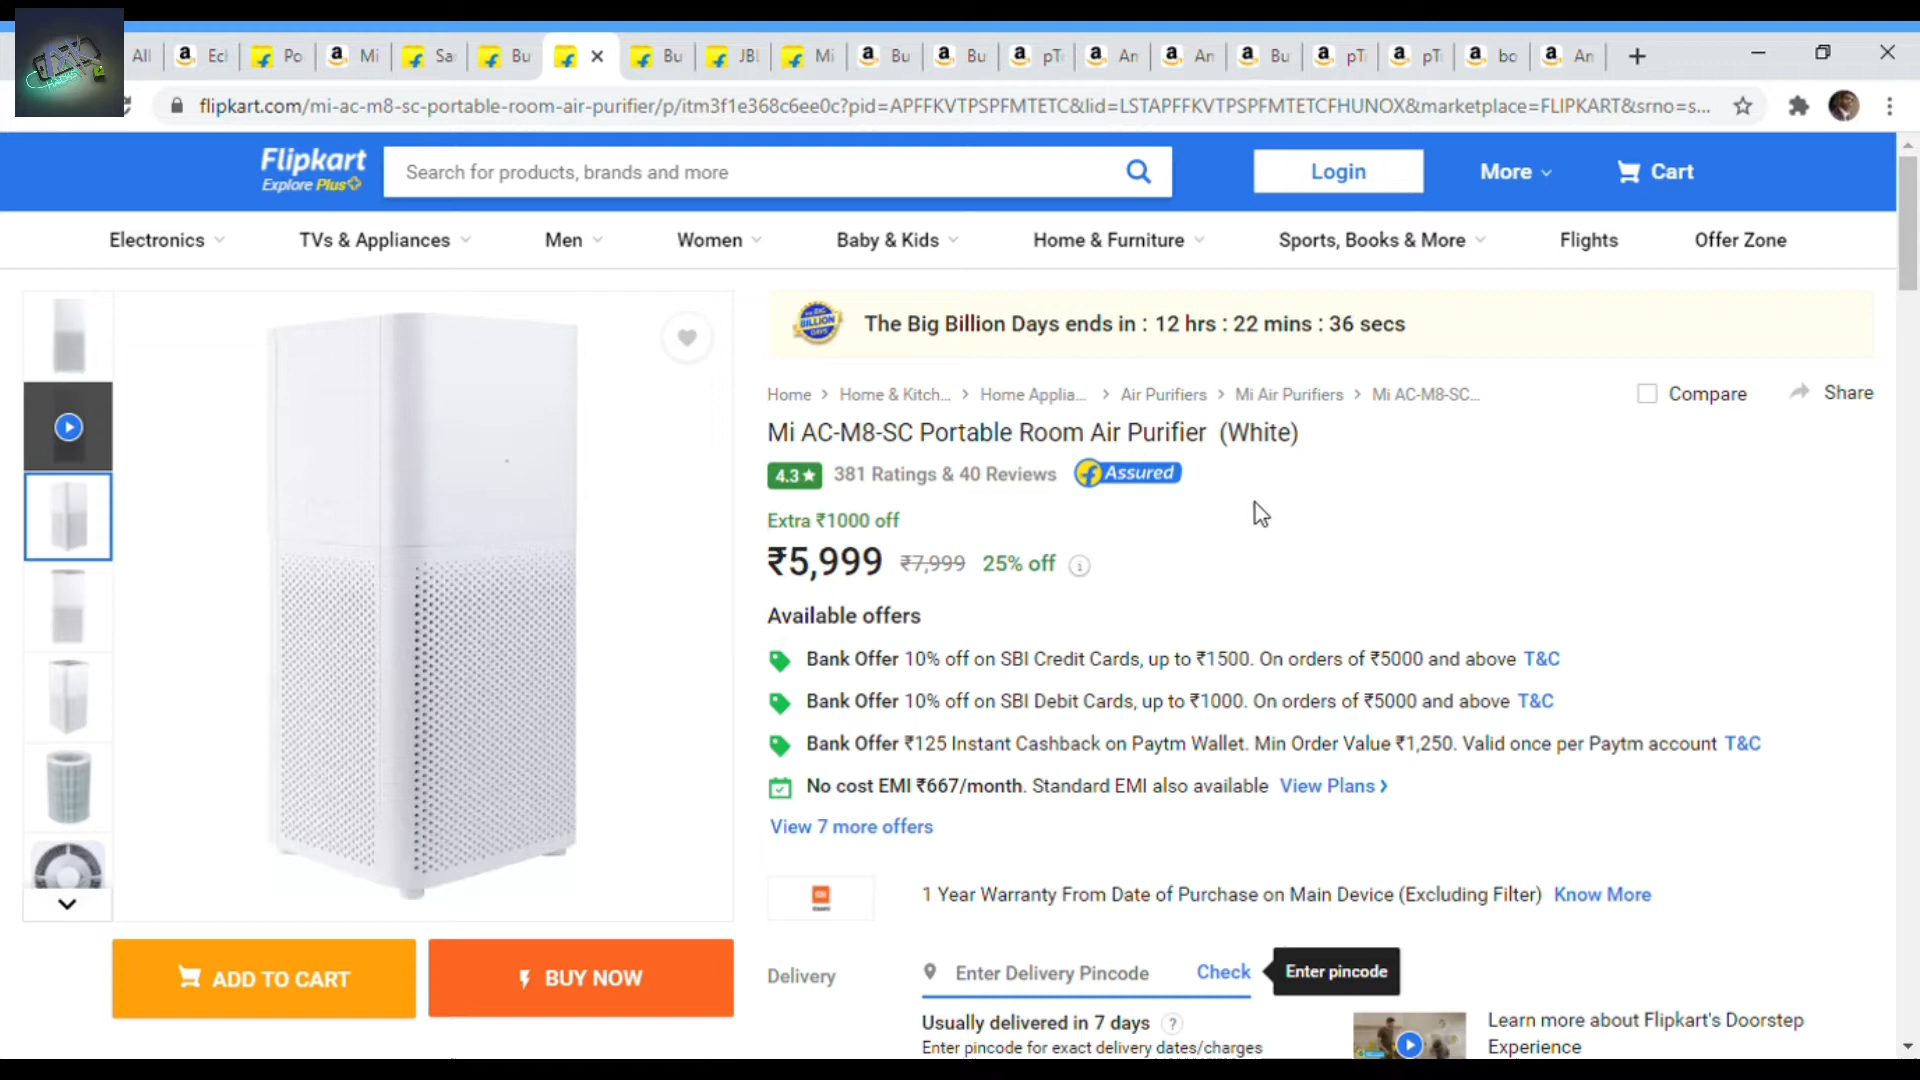 All
Ecl
Po
Mi
Sa
Bu
Bu
JBL
Mi
Bu
Bu
pT
An
An
Bu
pT
pT
bo
An
flipkart.com/mi-ac-m8-sc-portable-room-air-purifier/p/itm3f1e368c6ee0c?pid=APFFKVTPSPFMTETC&lid=LSTAPFFKVTPSPFMTETCFHUNOX&marketplace=FLIPKART&srno=s...
Flipkart
Explore Plus
Search for products, brands and more
Login
More
Cart
Electronics
TVs & Appliances
Men
Women
Baby & Kids
Home & Furniture
Sports, Books & More
Flights
Offer Zone
BILLION
The Big Billion Days ends in : 12 hrs : 22 mins : 36 secs
Home > Home & Kitch... > Home Applia... > Air Purifiers > Mi Air Purifiers > Mi AC-M8-SC...
Compare
Share
Mi AC-M8-SC Portable Room Air Purifier (White)
4.3★ 381 Ratings & 40 Reviews Assured
Extra ₹1000 off
₹5,999 ₹7,999 25% off
Available offers
Bank Offer 10% off on SBI Credit Cards, up to ₹1500. On orders of ₹5000 and above T&C
Bank Offer 10% off on SBI Debit Cards, up to ₹1000. On orders of ₹5000 and above T&C
Bank Offer ₹125 Instant Cashback on Paytm Wallet. Min Order Value ₹1,250. Valid once per Paytm account T&C
No cost EMI ₹667/month. Standard EMI also available View Plans >
View 7 more offers
1 Year Warranty From Date of Purchase on Main Device (Excluding Filter) Know More
ADD TO CART
BUY NOW
Delivery
Enter Delivery Pincode
Check
Enter pincode
Usually delivered in 7 days ?
Enter pincode for exact delivery dates/charges
Learn more about Flipkart's Doorstep
Experience